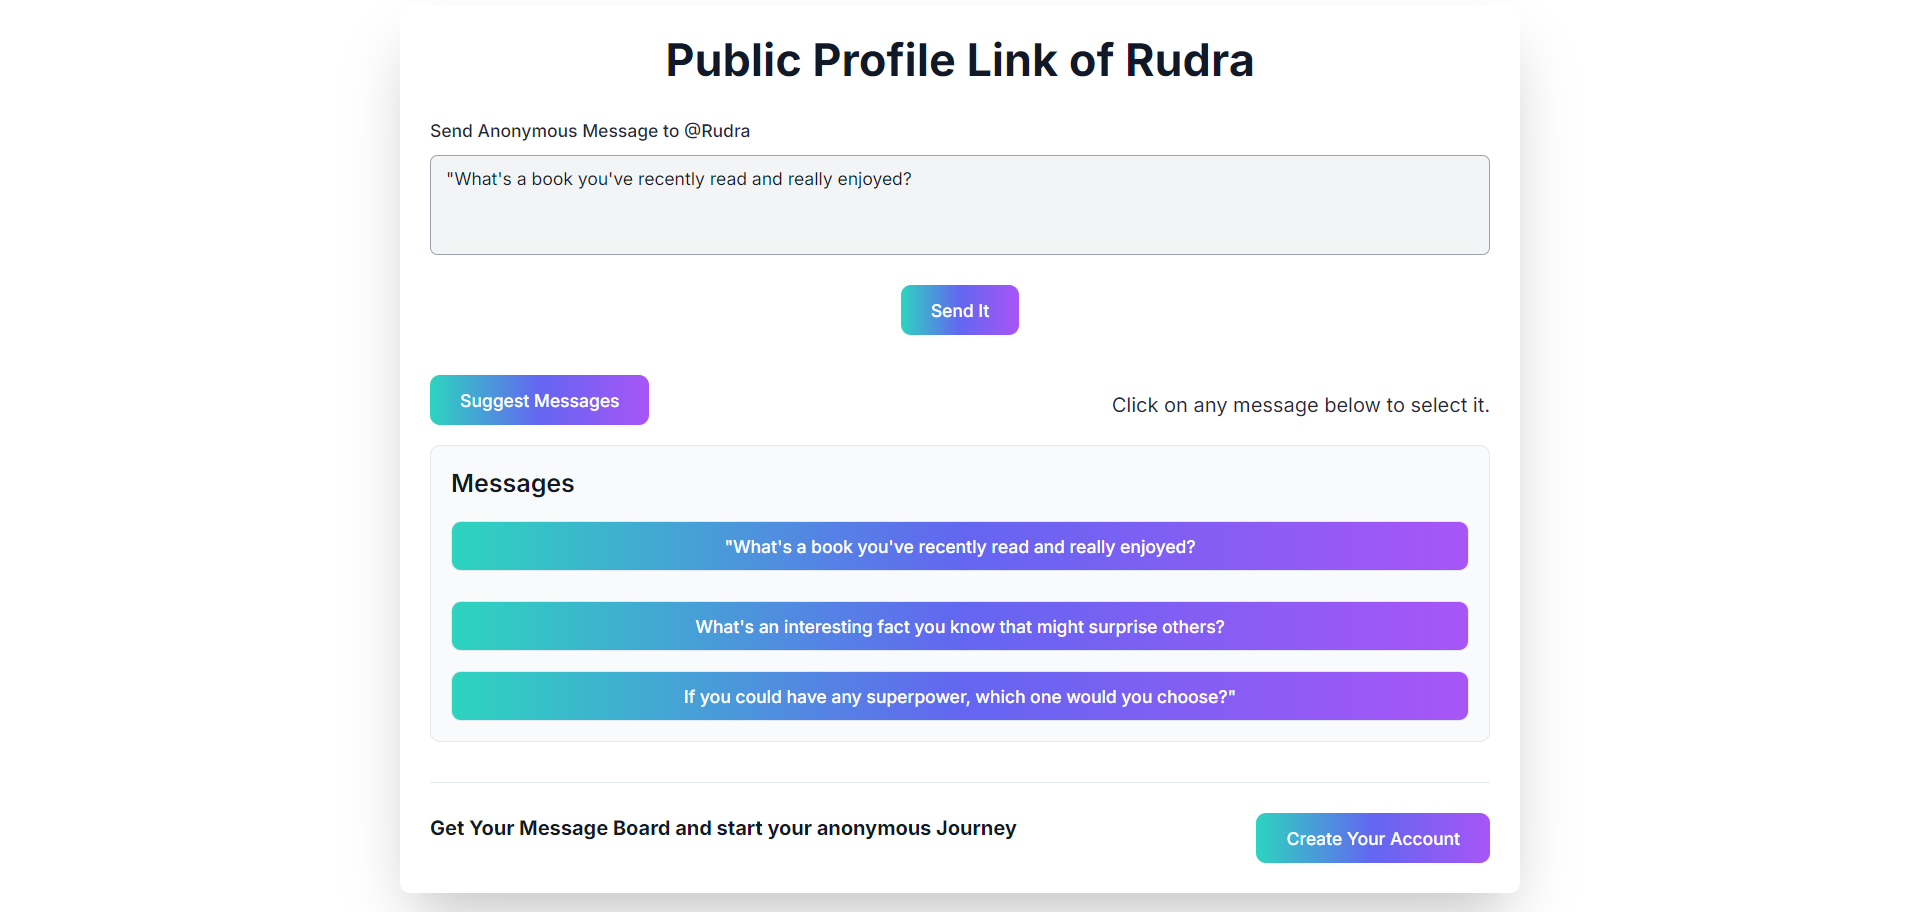 Public Profile Link of Rudra
Send Anonymous Message to @Rudra
"What's a book you've recently read and really enjoyed?
Send It
Suggest Messages
Click on any message below to select it.
Messages
"What's a book you've recently read and really enjoyed?
What's an interesting fact you know that might surprise others?
If you could have any superpower, which one would you choose?"
Get Your Message Board and start your anonymous Journey
Create Your Account